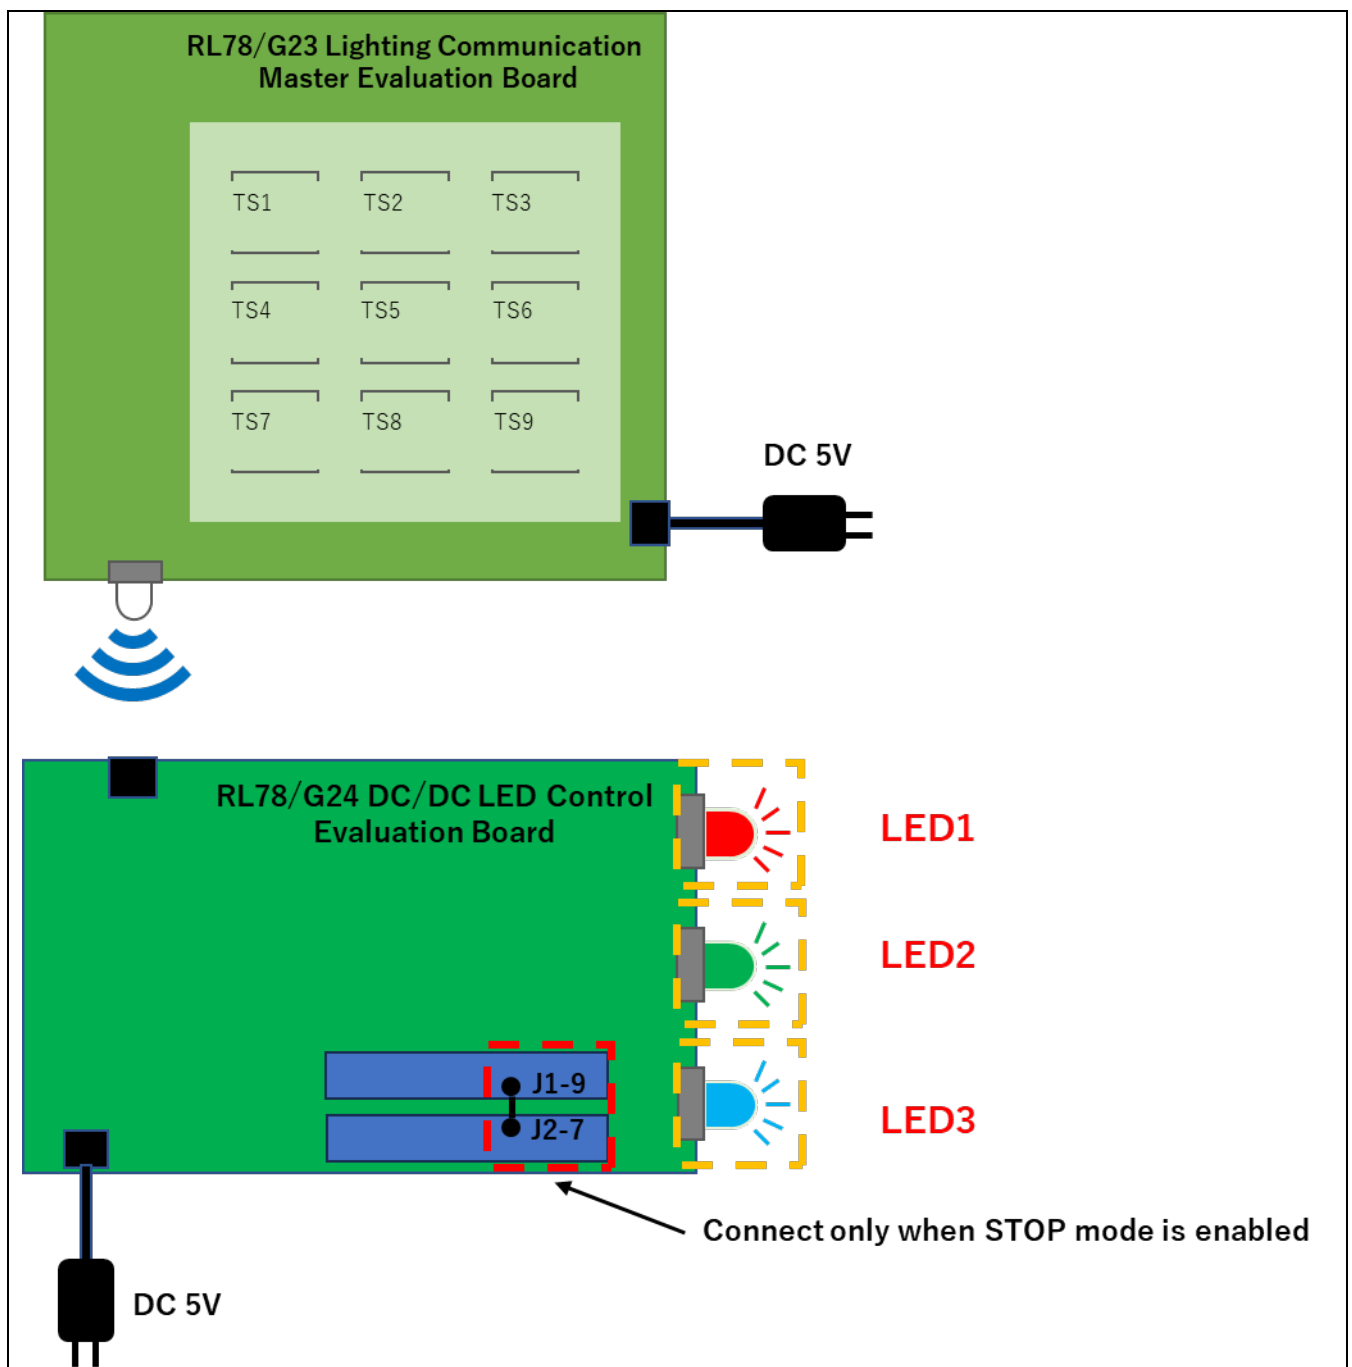 RL78/G23 Lighting Communication
Master Evaluation Board
TS1 TS2 TS3
TS4 TS5 TS6
TS7 TS8 TS9
DC 5V
RL78/G24 DC/DC LED Control
Evaluation Board
LED1
LED2
LED3
J1-9
J2-7
Connect only when STOP mode is enabled
DC 5V